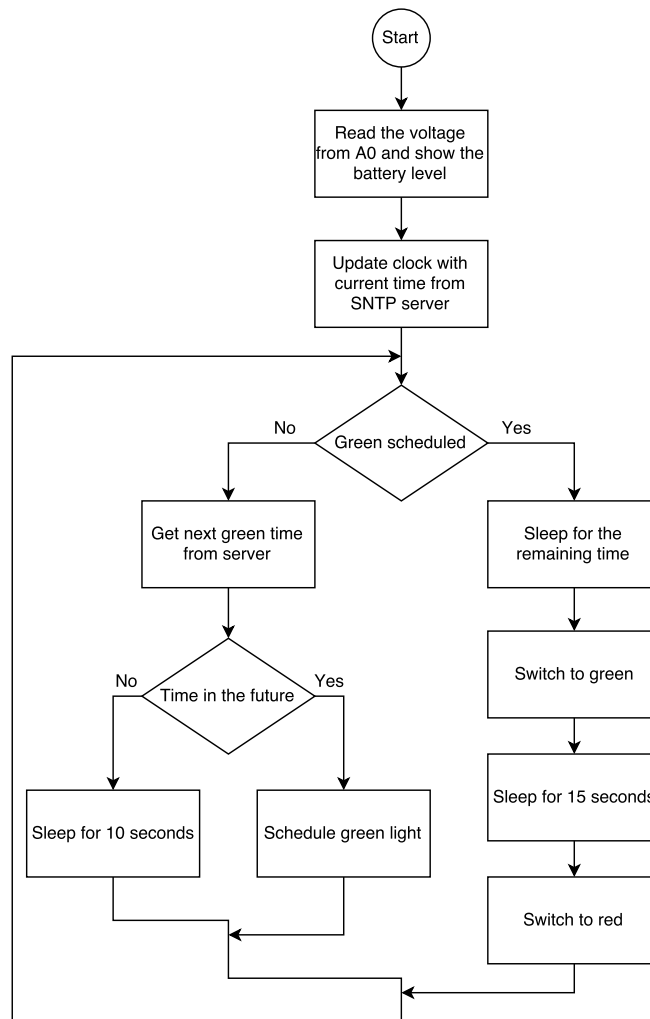 Start
Read the voltage
from A0 and show the
battery level
Update clock with
current time from
SNTP server
No
Green scheduled
Yes
Get next green time
from server
Sleep for the
remaining time
No
Time in the future
Yes
Switch to green
Sleep for 10 seconds
Schedule green light
Sleep for 15 seconds
Switch to red